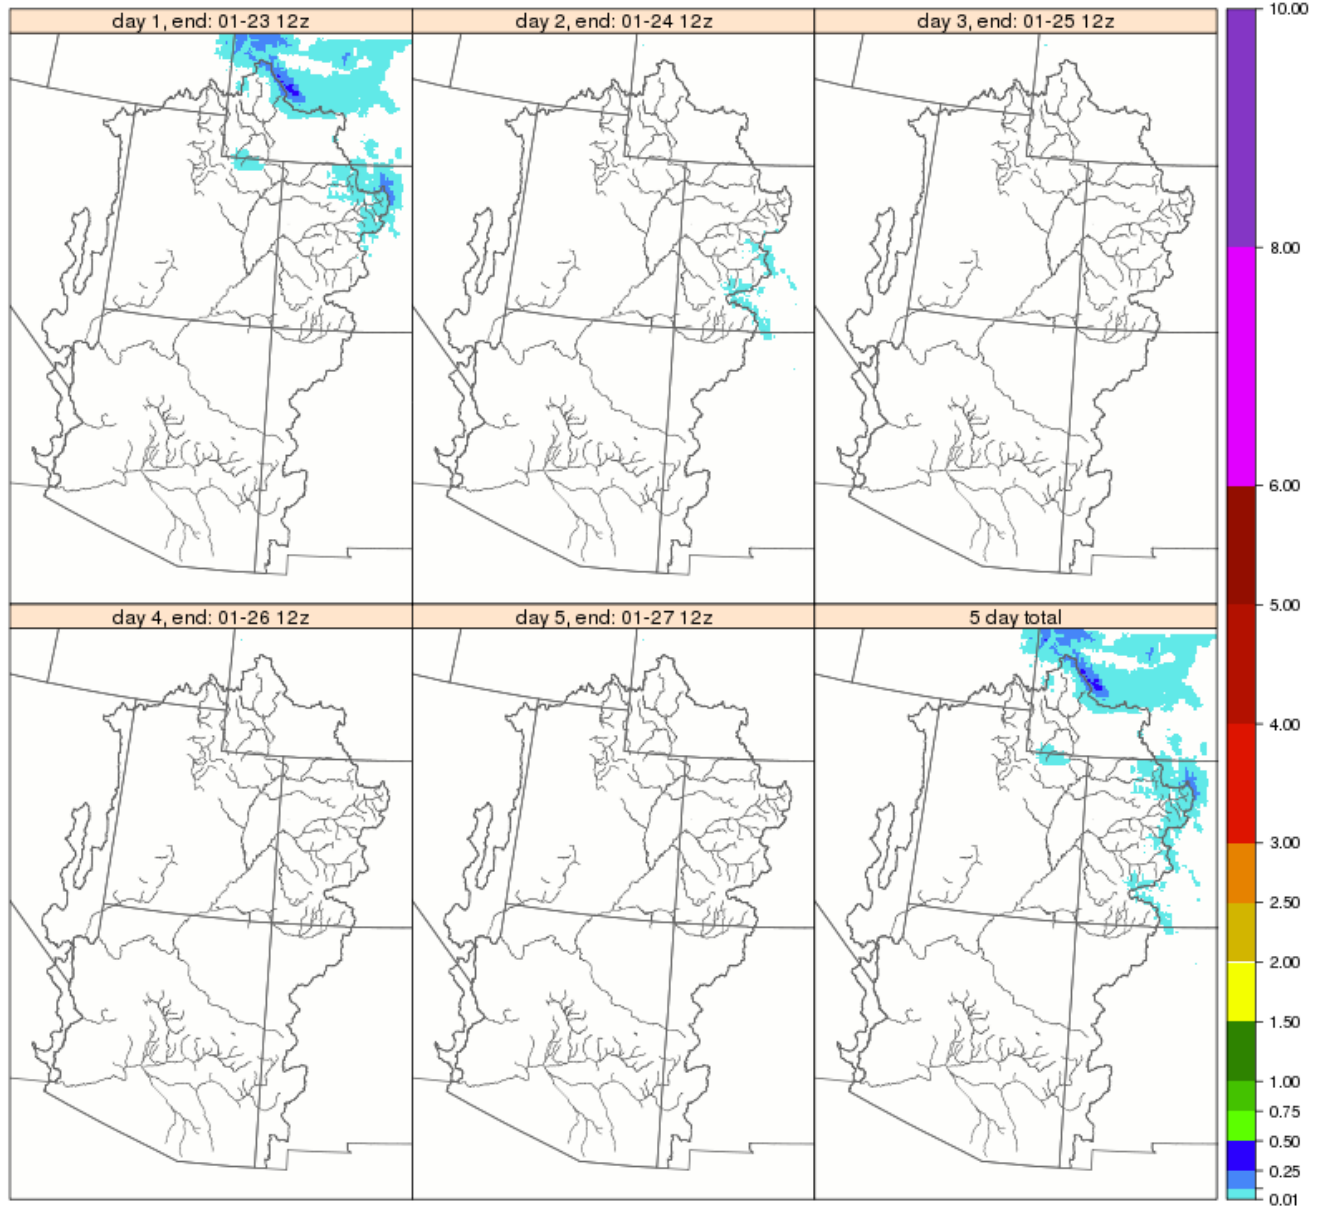 day 1, end: 01-23 12z
day 2, end: 01-24 12z
day 3, end: 01-25 12z
day 4, end: 01-26 12z
day 5, end: 01-27 12z
5 day total
10.00
8.00
6.00
5.00
4.00
3.00
2.50
2.00
1.50
1.00
0.75
0.50
0.25
0.01